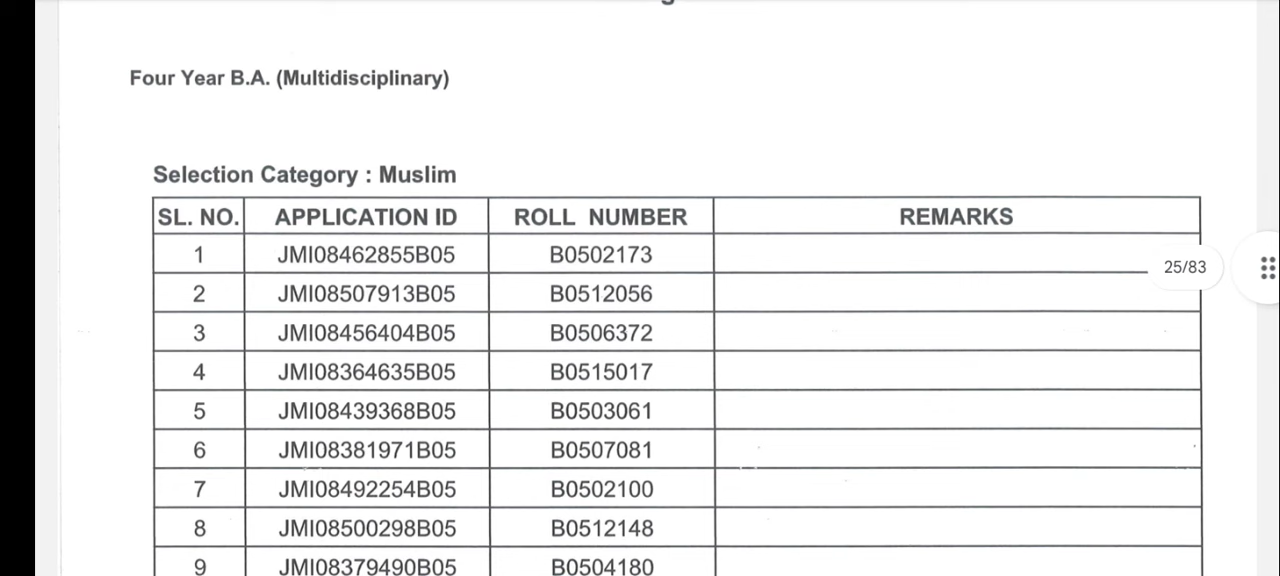 Four Year B.A. (Multidisciplinary)
Selection Category : Muslim
SL. NO. APPLICATION ID ROLL NUMBER REMARKS
1 JMI08462855B05 B0502173
25/83
2 JMI08507913B05 B0512056
3 JMI08456404B05 B0506372
4 JMI08364635B05 B0515017
5 JMI08439368B05 B0503061
6 JMI08381971B05 B0507081
7 JMI08492254B05 B0502100
8 JMI08500298B05 B0512148
9 JMI08379490B05 B0504180